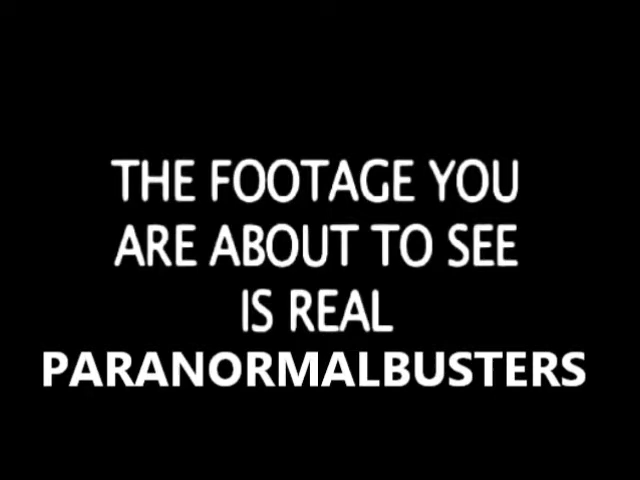 THE FOOTAGE YOU
ARE ABOUT TO SEE
IS REAL
PARANORMALBUSTERS